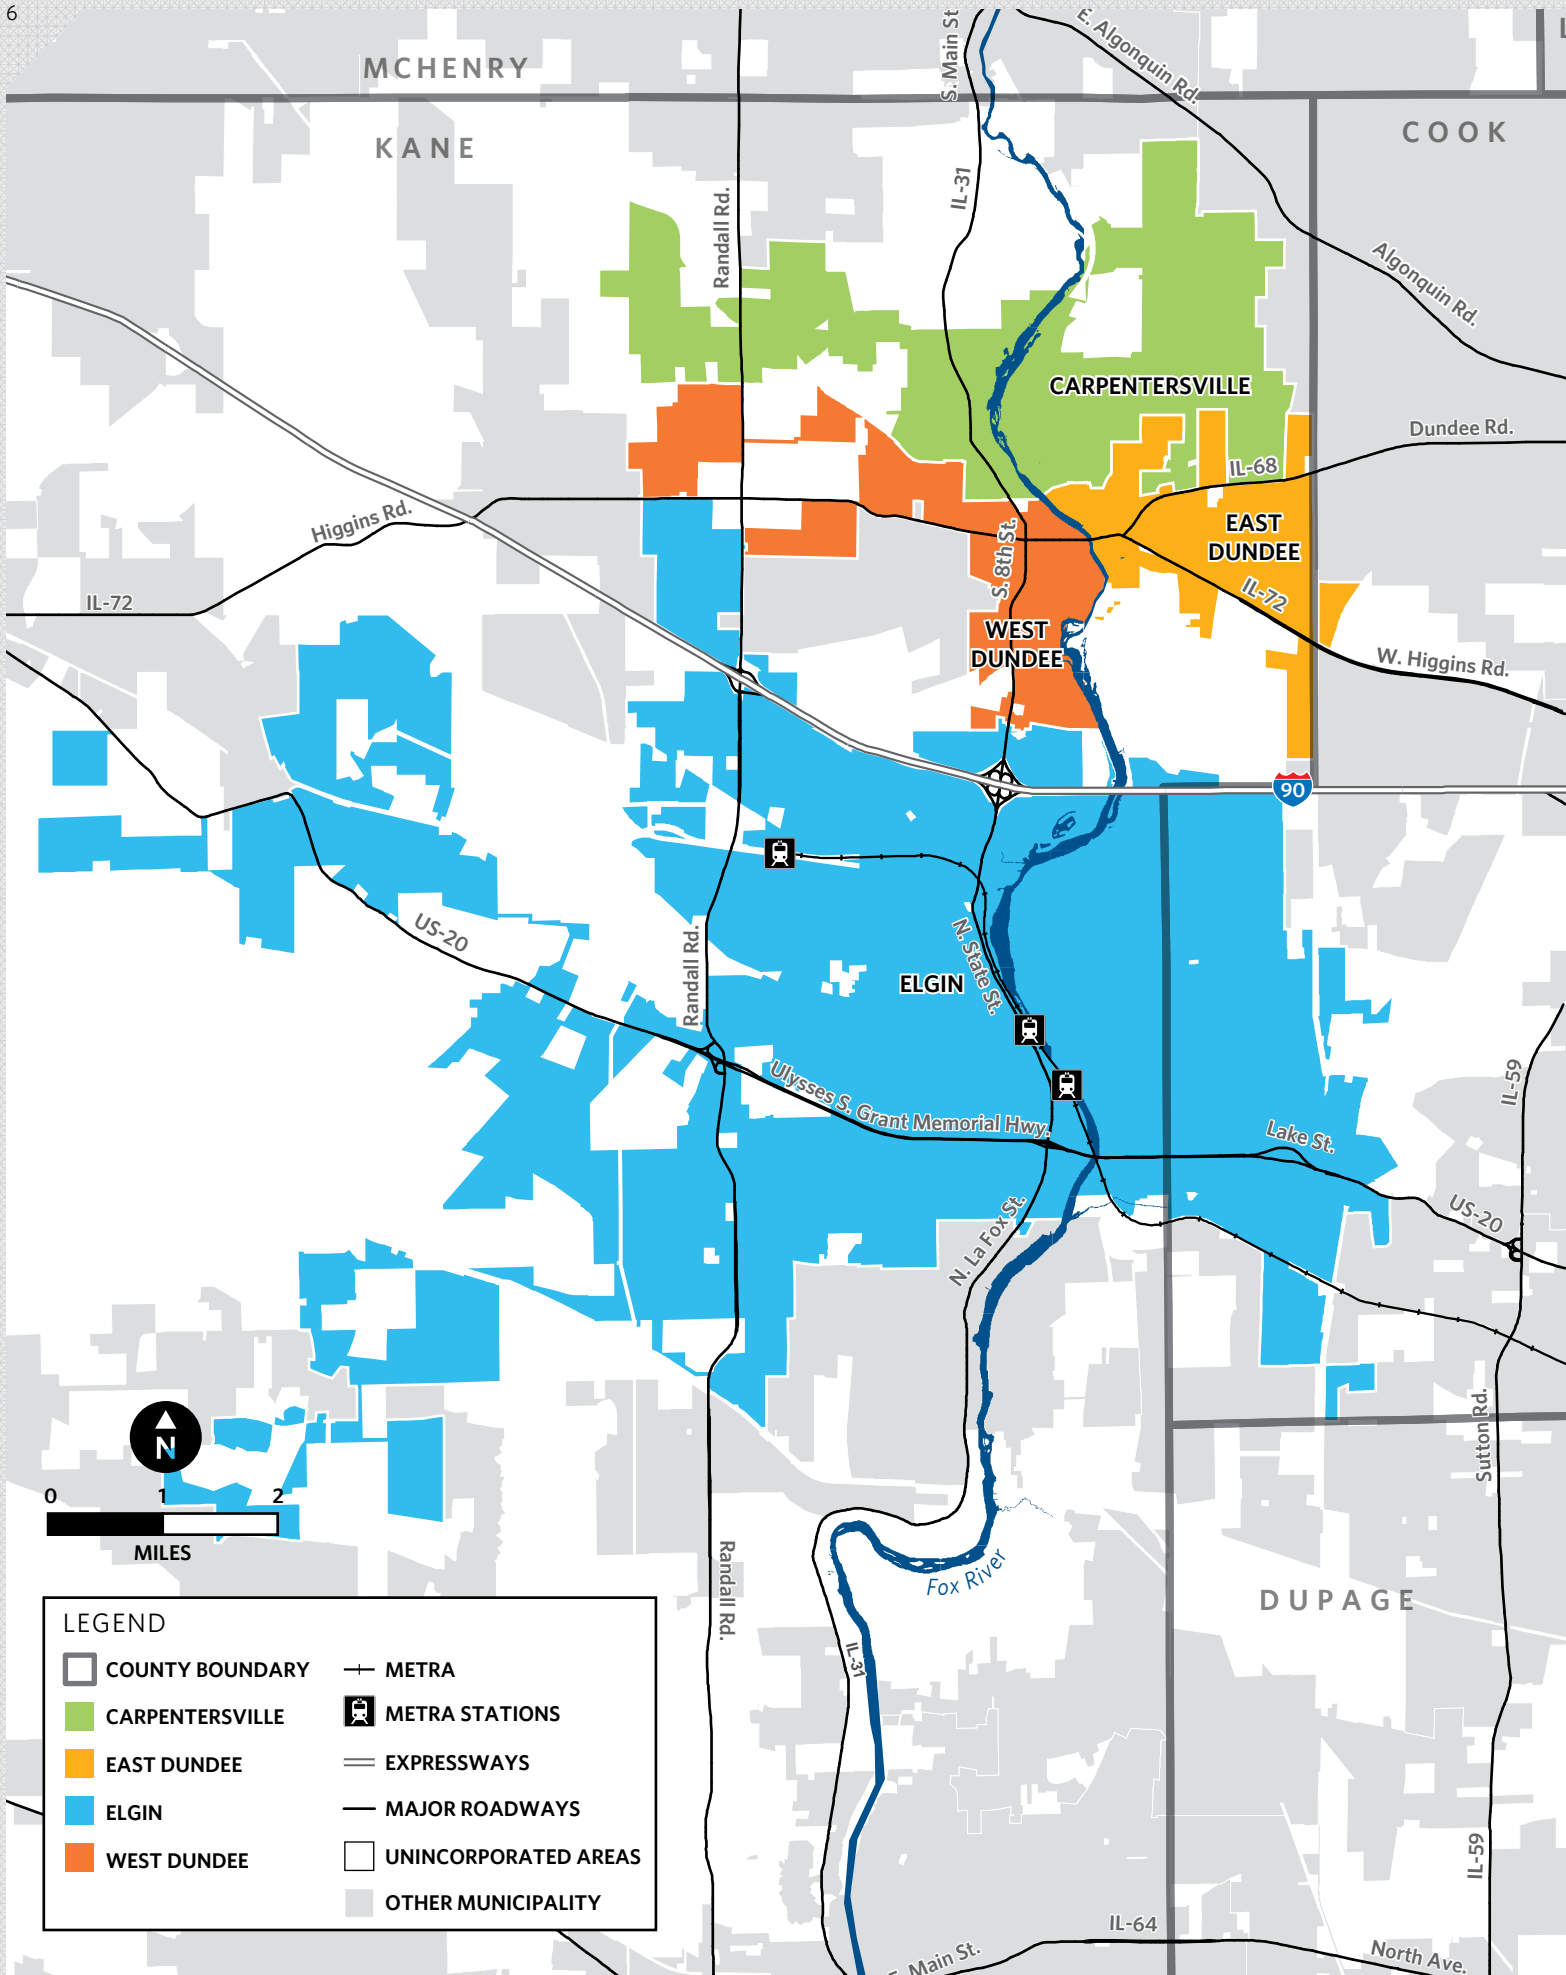 6
MCHENRY
KANE
COOK
L
S. Main St
E. Algonquin Rd.
IL-31
Randall Rd.
Algonquin Rd.
CARPENTERSVILLE
Dundee Rd.
IL-68
Higgins Rd.
EAST
DUNDEE
S. 8th St.
IL-72
IL-72
WEST
DUNDEE
W. Higgins Rd.
90
US-20
Randall Rd.
N. State St.
ELGIN
Ulysses S. Grant Memorial Hwy.
IL-59
Lake St.
US-20
N. La Fox St.
N
0 1 2
MILES
Sutton Rd.
Randall Rd.
Fox River
DUPAGE
IL-31
LEGEND
COUNTY BOUNDARY
CARPENTERSVILLE
EAST DUNDEE
ELGIN
WEST DUNDEE
METRA
METRA STATIONS
EXPRESSWAYS
MAJOR ROADWAYS
UNINCORPORATED AREAS
OTHER MUNICIPALITY
IL-59
IL-64
Main St.
North Ave.